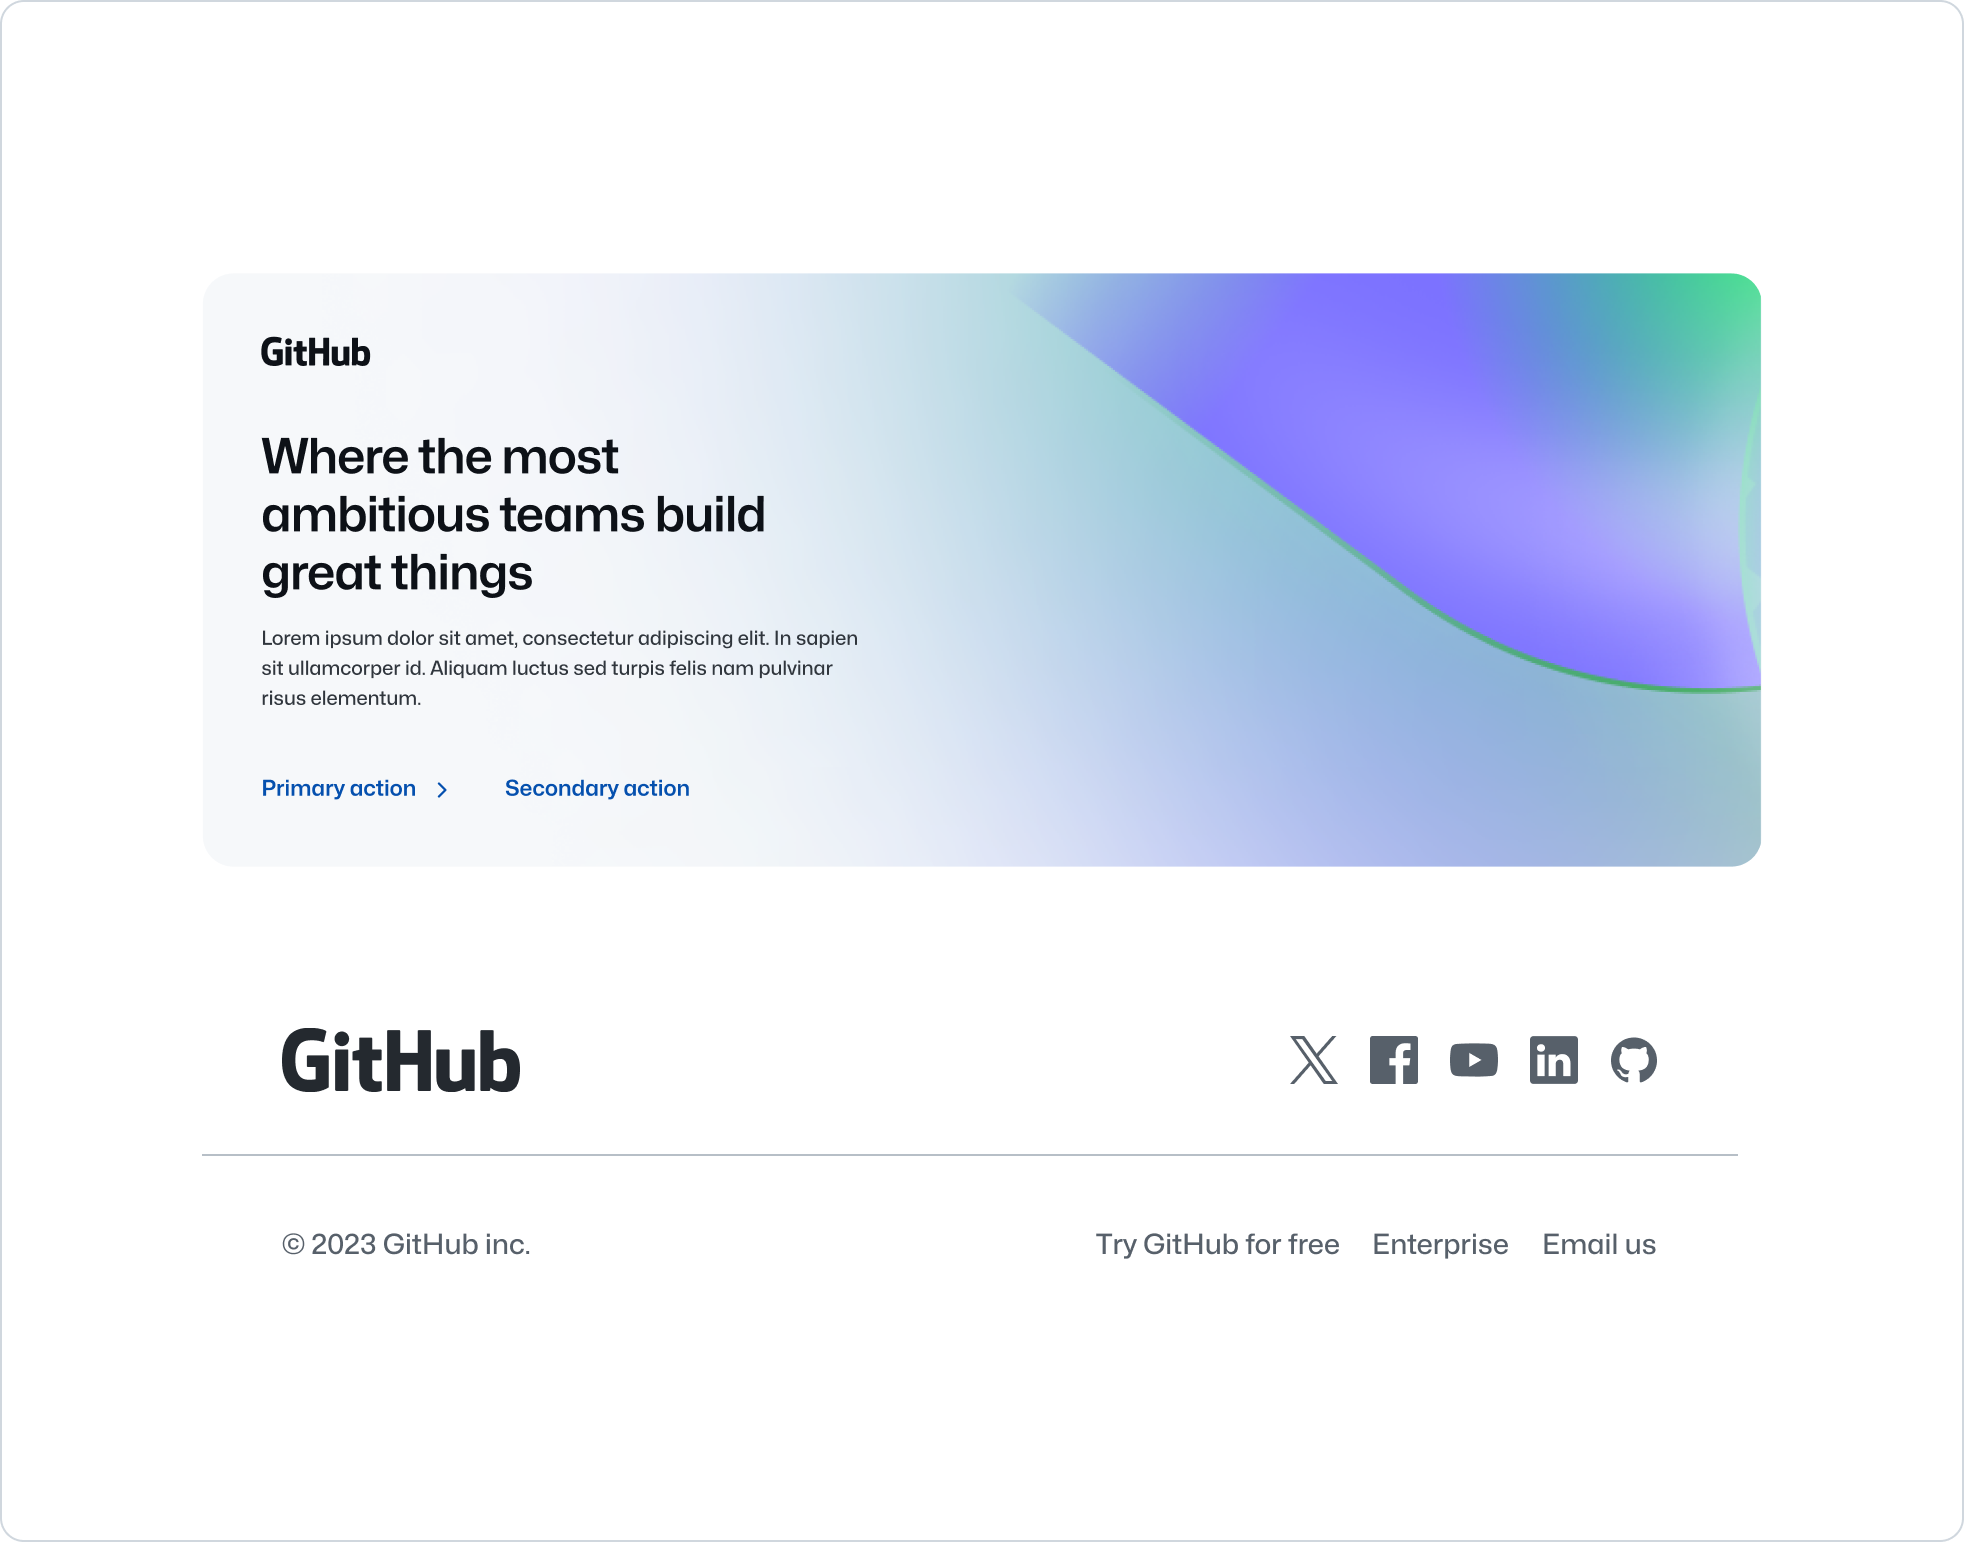 GitHub
Where the most
ambitious teams build
great things
Lorem ipsum dolor sit amet, consectetur adipiscing elit. In sapien
sit ullamcorper id. Aliquam luctus sed turpis felis nam pulvinar
risus elementum.
Primary action Secondary action
GitHub
© 2023 GitHub inc. Try GitHub for free Enterprise Email us